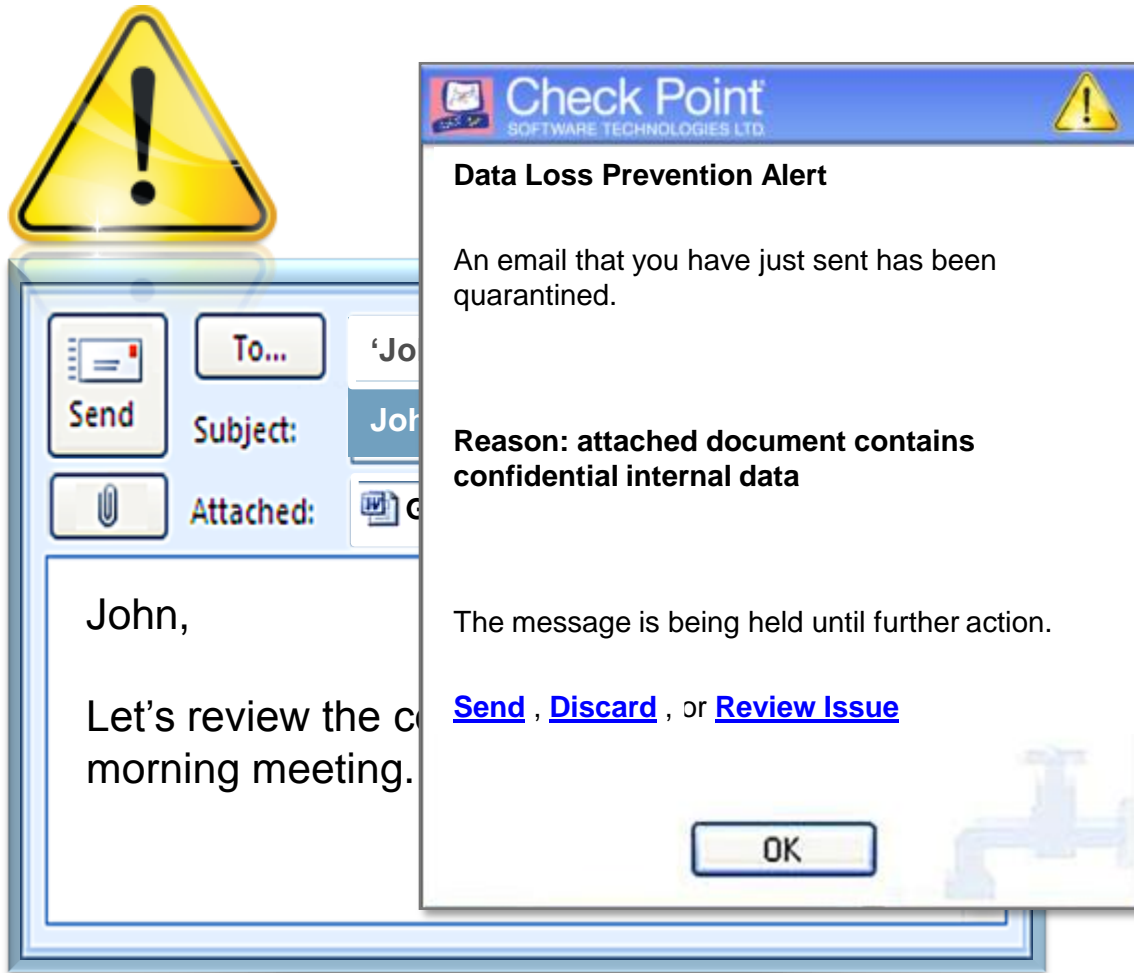 Check Point
SOFTWARE TECHNOLOGIES LTD.
Data Loss Prevention Alert
An email that you have just sent has been
quarantined.
Reason: attached document contains
confidential internal data
The message is being held until further action.
Send , Discard , or Review Issue
OK
Send
To...
‘Jo
Subject:
Joh
Attached:
G
John,
Let’s review the co
morning meeting.